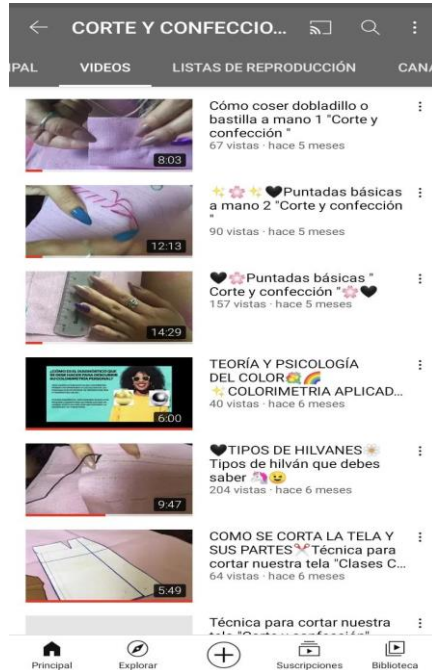 CORTE Y CONFECCIO...
IPAL VIDEOS LISTAS DE REPRODUCCIÓN CANA
Cómo coser dobladillo o
bastilla a mano 1 "Corte y
confección "
67 vistas · hace 5 meses
8:03
✨🌸✨🖤Puntadas básicas
a mano 2 "Corte y confección
"
90 vistas · hace 5 meses
12:13
🖤🌸Puntadas básicas "
Corte y confección "🌸🖤
157 vistas · hace 5 meses
14:29
TEORÍA Y PSICOLOGÍA
DEL COLOR🎨🌈
✨COLORIMETRIA APLICAD...
40 vistas · hace 6 meses
6:00
🖤TIPOS DE HILVANES☀️
Tipos de hilván que debes
saber 🦄😉
204 vistas · hace 6 meses
9:47
COMO SE CORTA LA TELA Y
SUS PARTES✂️Técnica para
cortar nuestra tela "Clases C...
64 vistas · hace 6 meses
5:49
Técnica para cortar nuestra
tela "Corte y confección"
Principal Explorar Suscripciones Biblioteca